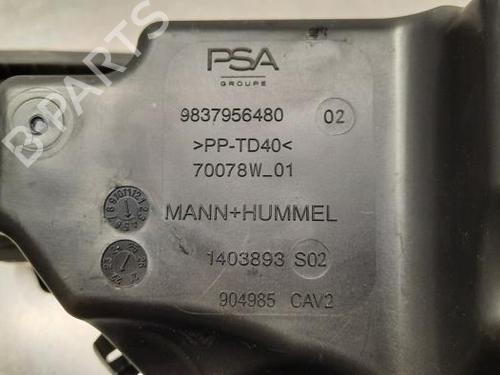 PSA
GROUPE
9837956480 02
>PP-TD40<
70078W_01
MANN+HUMMEL
1403893 S02
904985 CAV2
B-PARTS